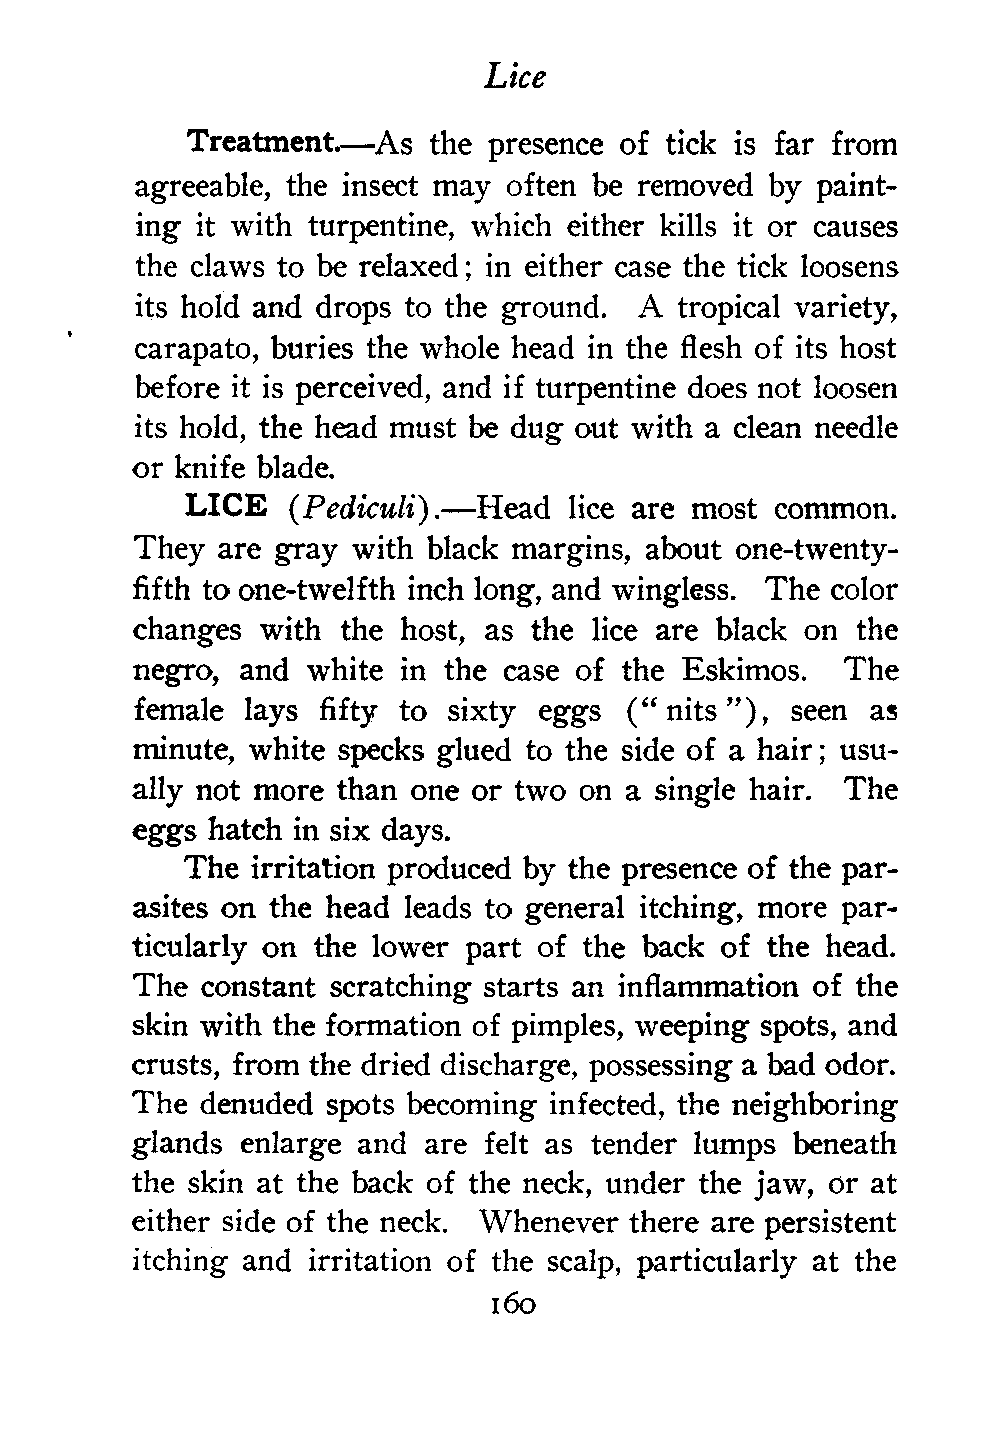 Lice
Treatment.—As the presence of tick is far from
agreeable, the insect may often be removed by paint-
ing it with turpentine, which either kills it or causes
the claws to be relaxed; in either case the tick loosens
its hold and drops to the ground. A tropical variety,
carapato, buries the whole head in the flesh of its host
before it is perceived, and if turpentine does not loosen
its hold, the head must be dug out with a clean needle
or knife blade.
LICE (Pediculi).—Head lice are most common.
They are gray with black margins, about one-twenty-
fifth to one-twelfth inch long, and wingless. The color
changes with the host, as the lice are black on the
negro, and white in the case of the Eskimos. The
female lays fifty to sixty eggs (“ nits ”), seen as
minute, white specks glued to the side of a hair; usu-
ally not more than one or two on a single hair. The
eggs hatch in six days.
The irritation produced by the presence of the par-
asites on the head leads to general itching, more par-
ticularly on the lower part of the back of the head.
The constant scratching starts an inflammation of the
skin with the formation of pimples, weeping spots, and
crusts, from the dried discharge, possessing a bad odor.
The denuded spots becoming infected, the neighboring
glands enlarge and are felt as tender lumps beneath
the skin at the back of the neck, under the jaw, or at
either side of the neck. Whenever there are persistent
itching and irritation of the scalp, particularly at the
160